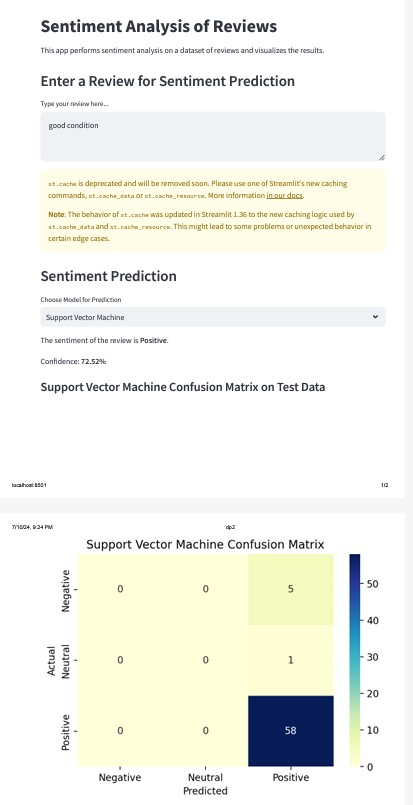 Sentiment Analysis of Reviews
This app performs sentiment analysis on a dataset of reviews and visualizes the results.
Enter a Review for Sentiment Prediction
Type your review here...
good condition
st.cache is deprecated and will be removed soon. Please use one of Streamlit's new caching
commands, st.cache_data or st.cache_resource. More information in our docs.
Note: The behavior of st.cache was updated in Streamlit 1.36 to the new caching logic used by
st.cache_data and st.cache_resource. This might lead to some problems or unexpected behavior in
certain edge cases.
Sentiment Prediction
Choose Model for Prediction
Support Vector Machine
The sentiment of the review is Positive.
Confidence: 72.52%
Support Vector Machine Confusion Matrix on Test Data
localhost:8501 1/2
7/10/24, 9:24 PM dp2
Support Vector Machine Confusion Matrix
Negative 0 0 5
Actual
Neutral 0 0 1
Positive 0 0 58
50
40
30
20
10
0
Negative Neutral Positive
Predicted